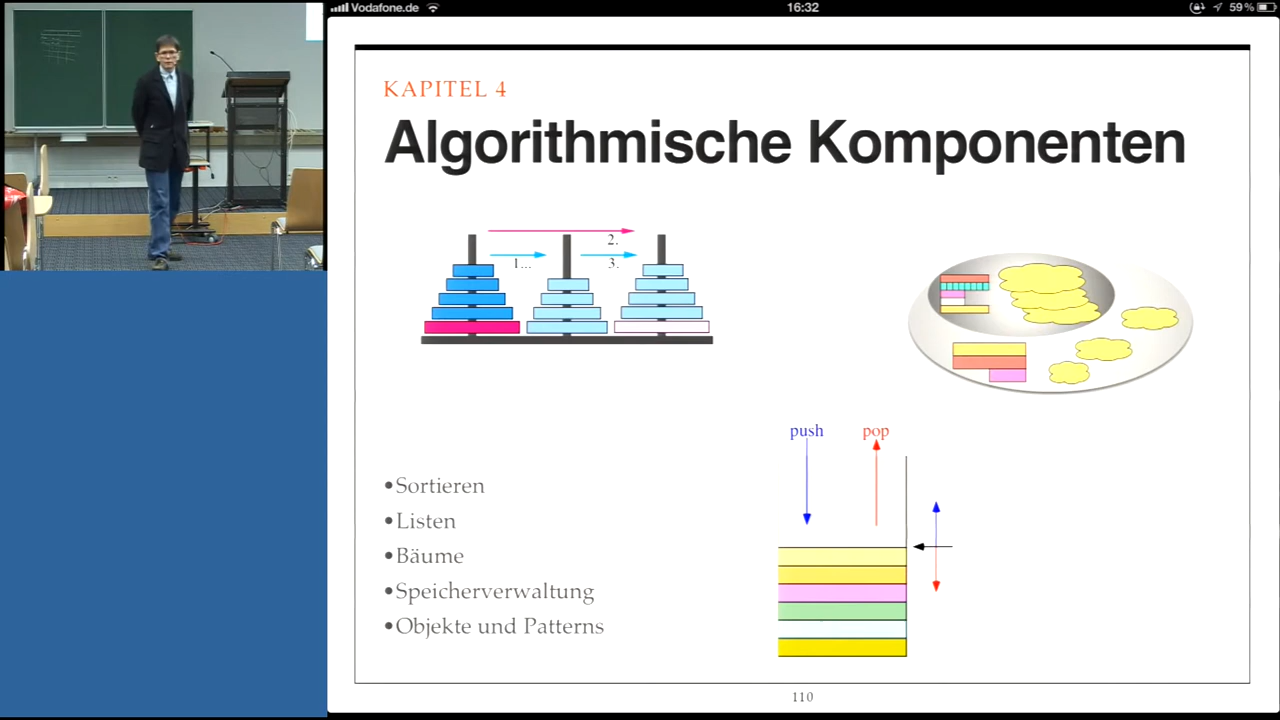 Vodafone.de 16:32 59%
KAPITEL 4
Algorithmische Komponenten
2.
1... 3.
push pop
•Sortieren
•Listen
•Bäume
•Speicherverwaltung
•Objekte und Patterns
110